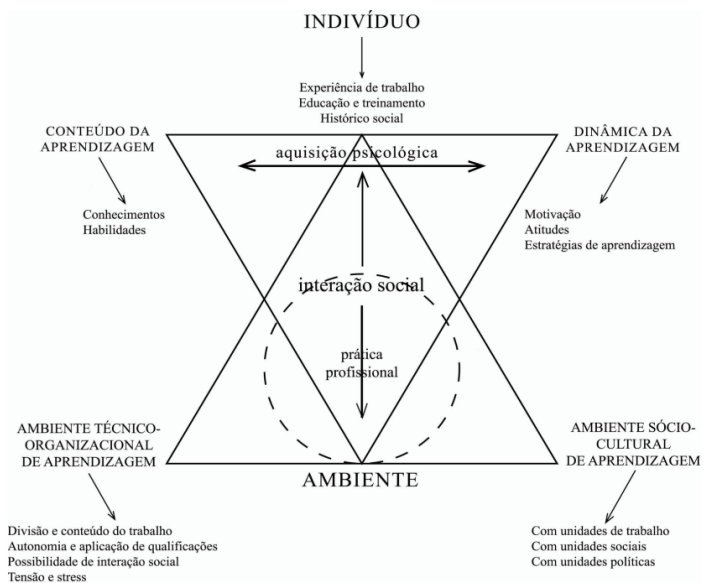 INDIVÍDUO
Experiência de trabalho
Educação e treinamento
Histórico social
CONTEÚDO DA
APRENDIZAGEM
DINÂMICA DA
APRENDIZAGEM
aquisição psicológica
Conhecimentos
Habilidades
Motivação
Atitudes
Estratégias de aprendizagem
interação social
prática
profissional
AMBIENTE TÉCNICO-
ORGANIZACIONAL
DE APRENDIZAGEM
AMBIENTE SÓCIO-
CULTURAL
DE APRENDIZAGEM
AMBIENTE
Divisão e conteúdo do trabalho
Autonomia e aplicação de qualificações
Possibilidade de interação social
Tensão e stress
Com unidades de trabalho
Com unidades sociais
Com unidades políticas